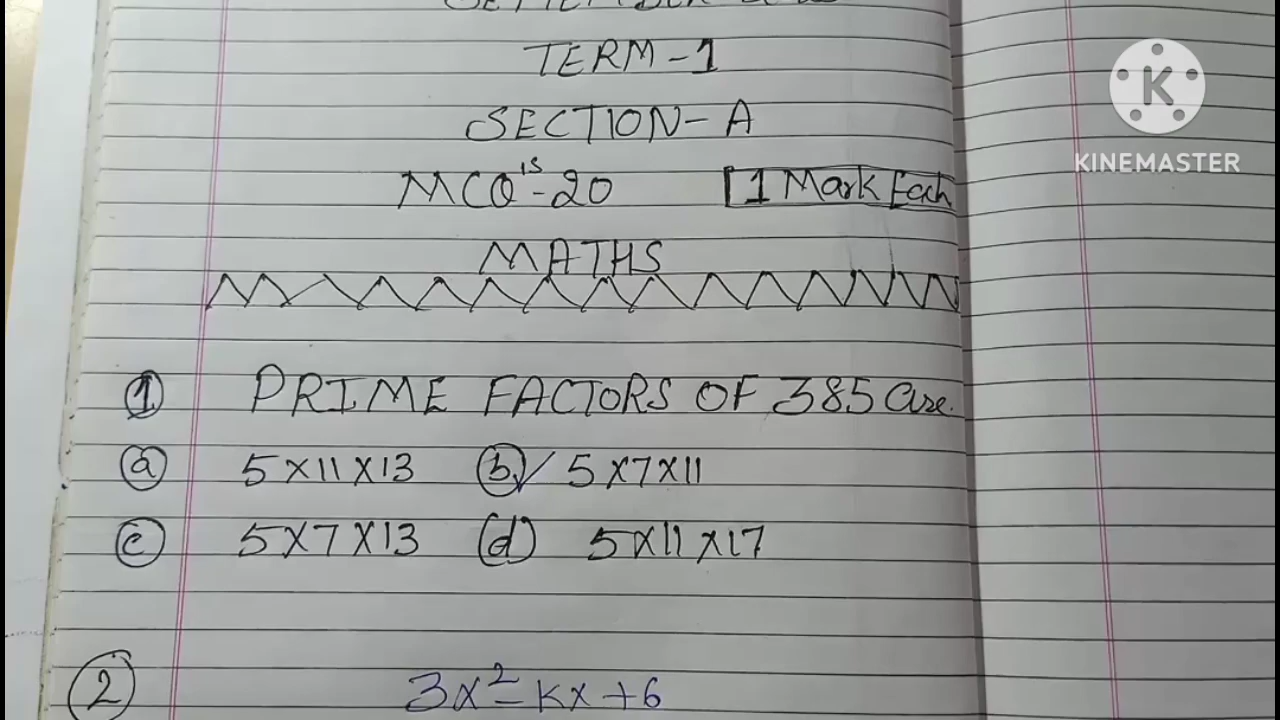 TERM-1
SECTION-A
MCQ's-20 [1 Mark Each
MATHS
1 PRIME FACTORS OF 385 are.
a 5×11×13 b ✓ 5×7×11
c 5×7×13 (d) 5×11×17
2 3x²-kx+6
K
KINEMASTER